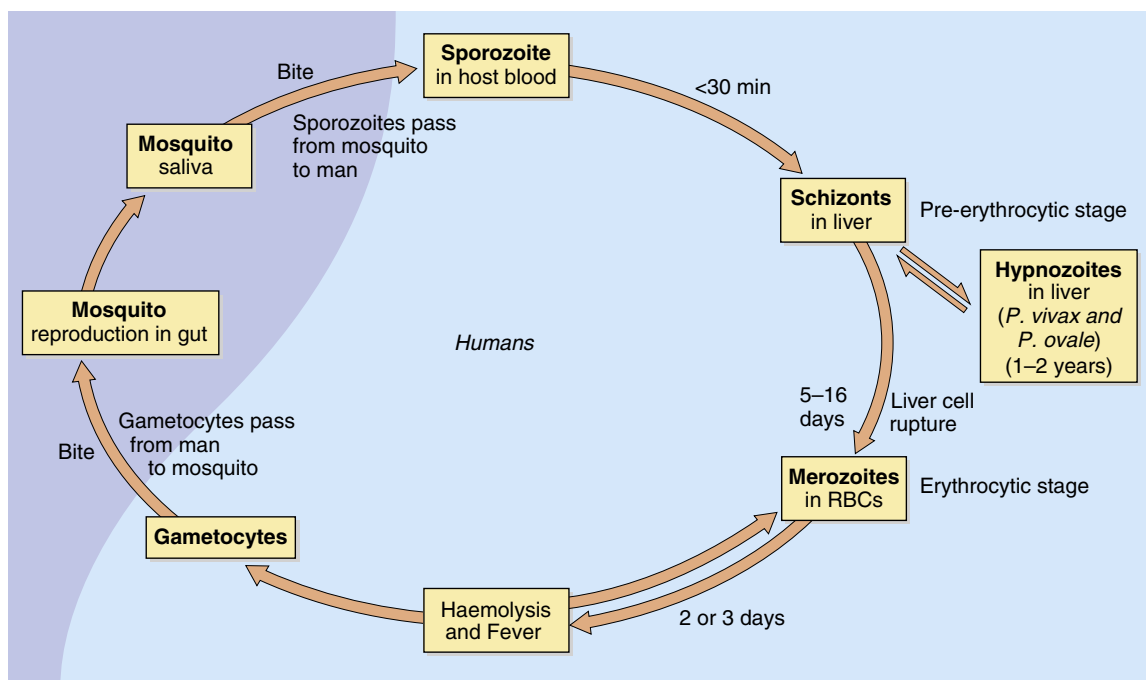 Sporozoite
in host blood
Bite
<30 min
Sporozoites pass
from mosquito
to man
Mosquito
saliva
Schizonts
in liver
Pre-erythrocytic stage
Hypnozoites
in liver
(P. vivax and
P. ovale)
(1–2 years)
Mosquito
reproduction in gut
Humans
5–16
days
Liver cell
rupture
Gametocytes pass
from man
to mosquito
Bite
Merozoites
in RBCs
Erythrocytic stage
Gametocytes
Haemolysis
and Fever
2 or 3 days